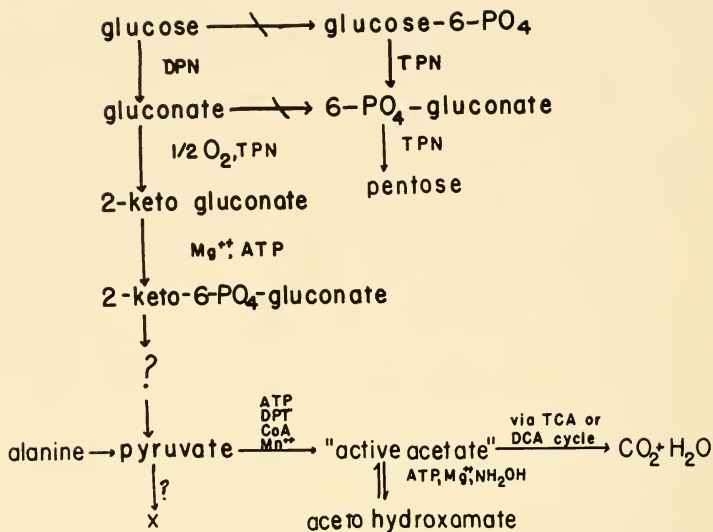 glucose glucose-6-PO₄
DPN TPN
gluconate 6-PO₄-gluconate
1/2 O₂, TPN TPN
pentose
2-keto gluconate
Mg⁺⁺, ATP
2-keto-6-PO₄-gluconate
?
ATP
DPT
CoA
Mn⁺⁺
via TCA or
DCA cycle
alanine pyruvate "active acetate" CO₂+H₂O
ATP, Mg⁺⁺, NH₂OH
?
x aceto hydroxamate